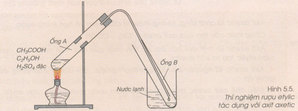 Ống A
CH₃COOH
C₂H₅OH
H₂SO₄ đặc
Ống B
Nước lạnh
Hình 5.5.
Thí nghiệm
rượu etylic
tác dụng với axit axetic